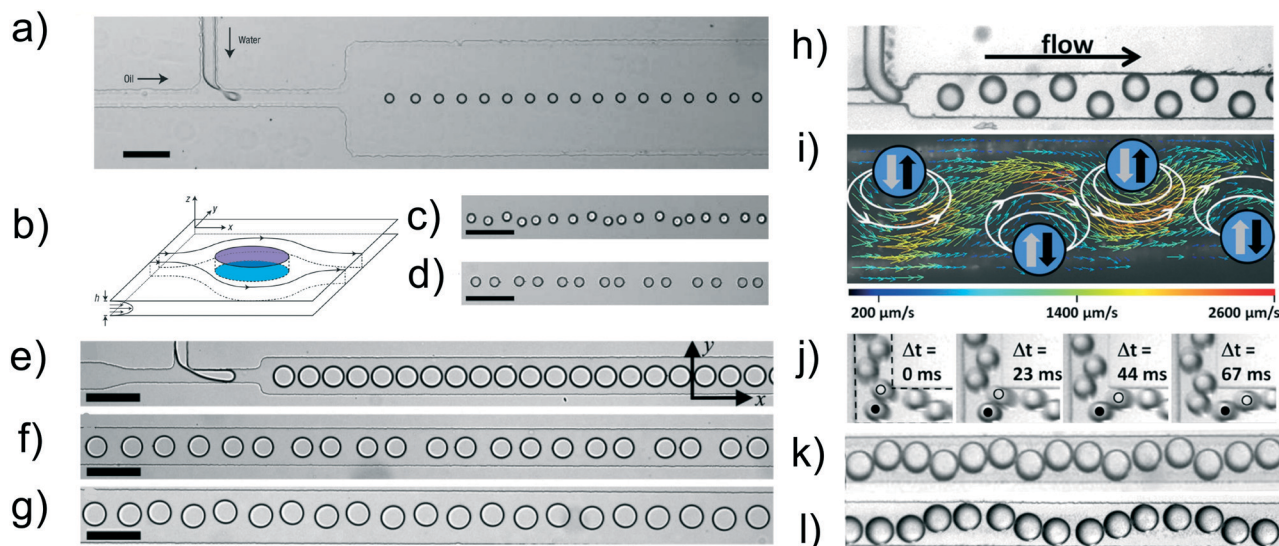 a)
Water
Oil
b)
z
y
x
h
c)
d)
e)
y
x
f)
g)
h)
flow
i)
200 μm/s
1400 μm/s
2600 μm/s
j)
Δt =
0 ms
Δt =
23 ms
Δt =
44 ms
Δt =
67 ms
k)
l)